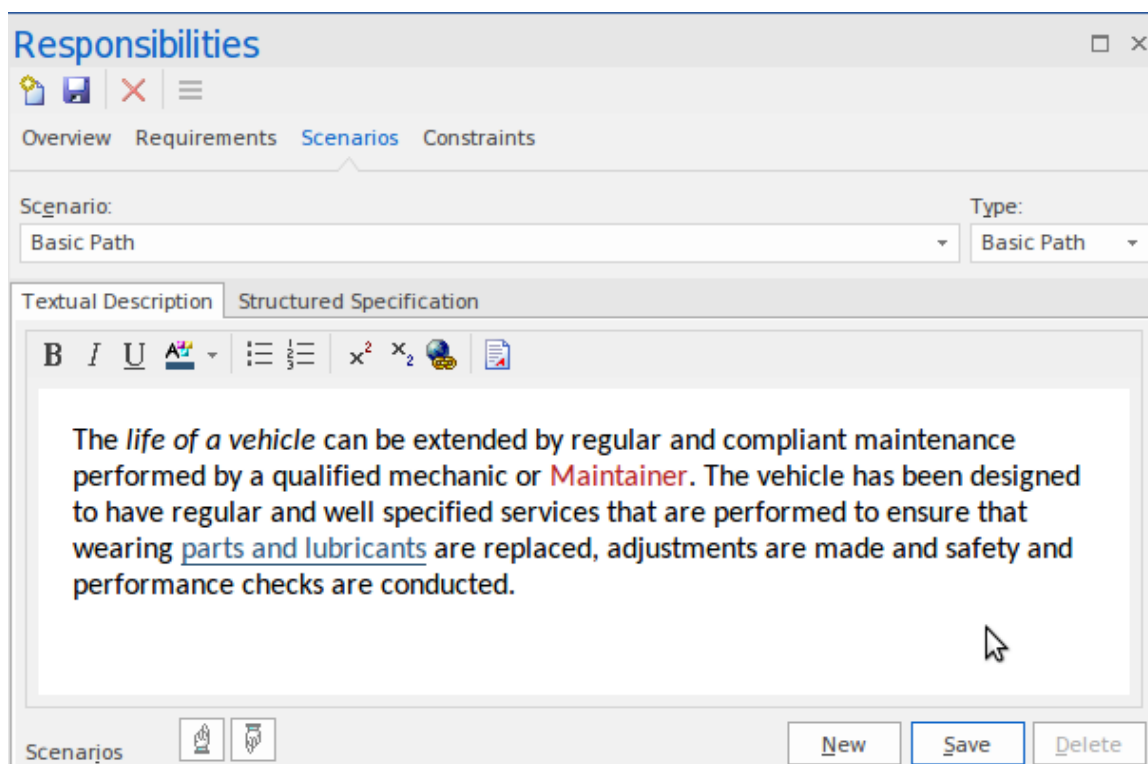 Responsibilities
Overview Requirements Scenarios Constraints
Scenario: Type:
Basic Path Basic Path
Textual Description Structured Specification
B I U A x² x₂
The life of a vehicle can be extended by regular and compliant maintenance
performed by a qualified mechanic or Maintainer. The vehicle has been designed
to have regular and well specified services that are performed to ensure that
wearing parts and lubricants are replaced, adjustments are made and safety and
performance checks are conducted.
Scenarios New Save Delete